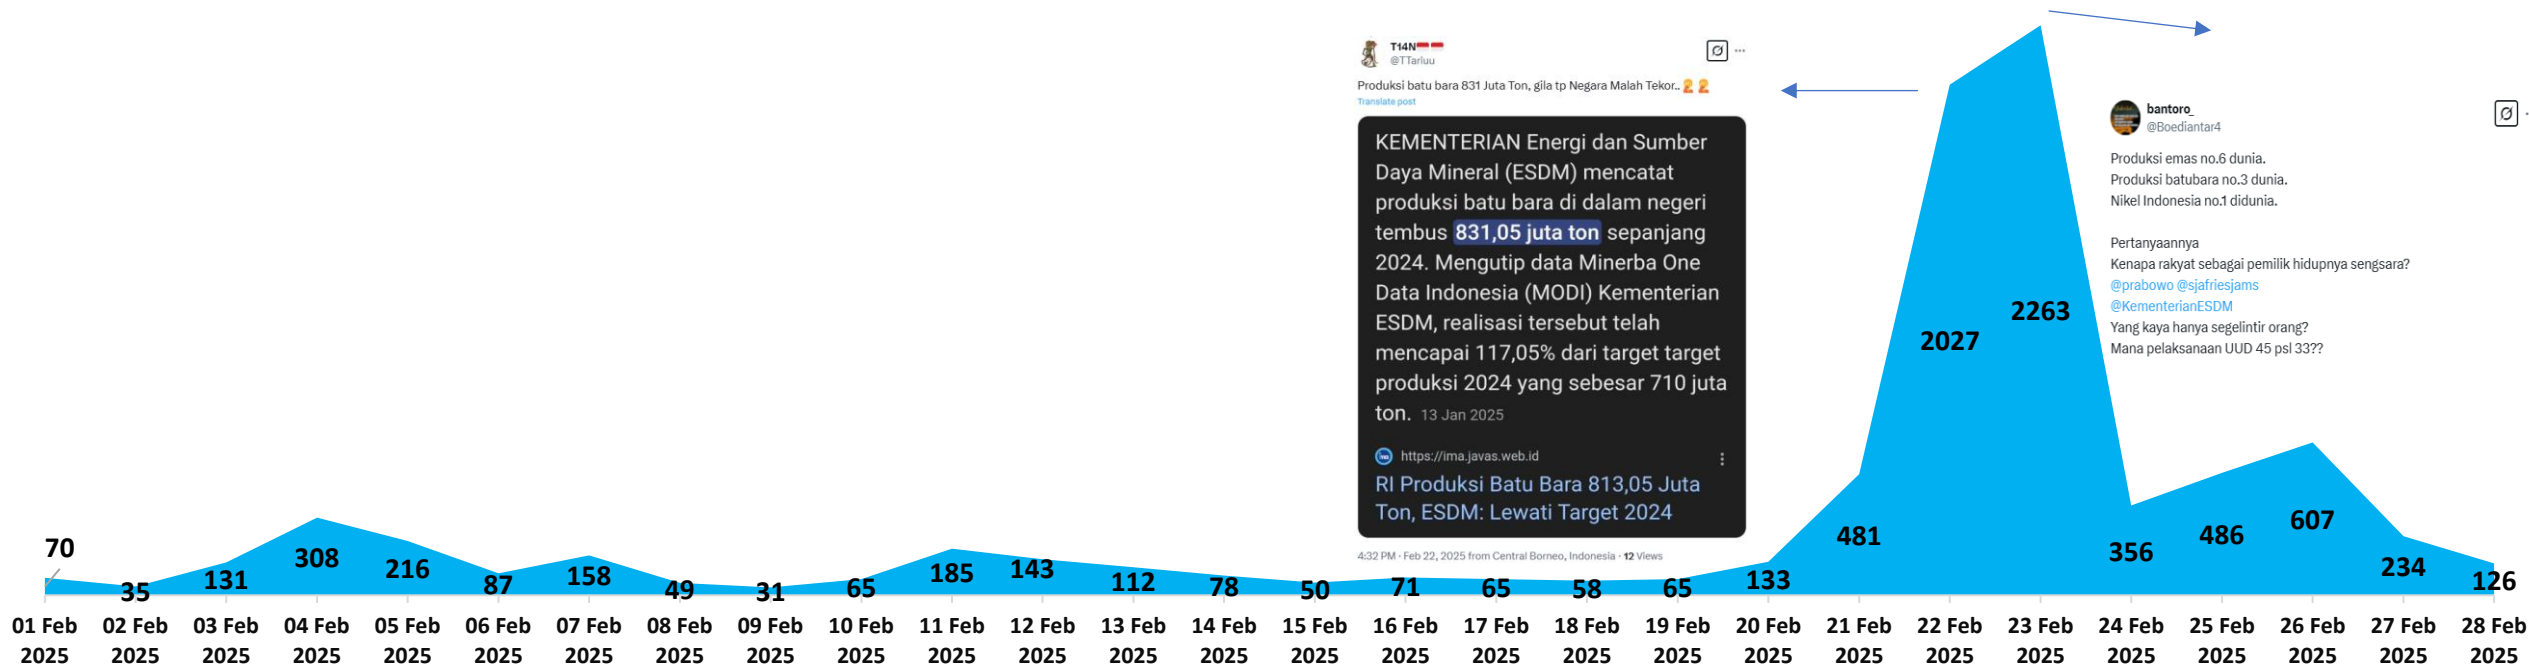 T14N
@TTariuu
Produksi batu bara 831 Juta Ton, gila tp Negara Malah Tekor..
Translate post
KEMENTERIAN Energi dan Sumber
Daya Mineral (ESDM) mencatat
produksi batu bara di dalam negeri
tembus 831,05 juta ton sepanjang
2024. Mengutip data Minerba One
Data Indonesia (MODI) Kementerian
ESDM, realisasi tersebut telah
mencapai 117,05% dari target target
produksi 2024 yang sebesar 710 juta
ton. 13 Jan 2025
https://ima.javas.web.id
RI Produksi Batu Bara 813,05 Juta
Ton, ESDM: Lewati Target 2024
4:32 PM · Feb 22, 2025 from Central Borneo, Indonesia · 12 Views
bantoro_
@Boediantar4
Produksi emas no.6 dunia.
Produksi batubara no.3 dunia.
Nikel Indonesia no.1 didunia.
Pertanyaannya
Kenapa rakyat sebagai pemilik hidupnya sengsara?
@prabowo @sjafriesjams
@KementerianESDM
Yang kaya hanya segelintir orang?
Mana pelaksanaan UUD 45 psl 33??
70 35 131 308 216 87 158 49 31 65 185 143 112 78 50 71 65 58 65 133 481 2027 2263 356 486 607 234 126
01 Feb 02 Feb 03 Feb 04 Feb 05 Feb 06 Feb 07 Feb 08 Feb 09 Feb 10 Feb 11 Feb 12 Feb 13 Feb 14 Feb 15 Feb 16 Feb 17 Feb 18 Feb 19 Feb 20 Feb 21 Feb 22 Feb 23 Feb 24 Feb 25 Feb 26 Feb 27 Feb 28 Feb
2025 2025 2025 2025 2025 2025 2025 2025 2025 2025 2025 2025 2025 2025 2025 2025 2025 2025 2025 2025 2025 2025 2025 2025 2025 2025 2025 2025